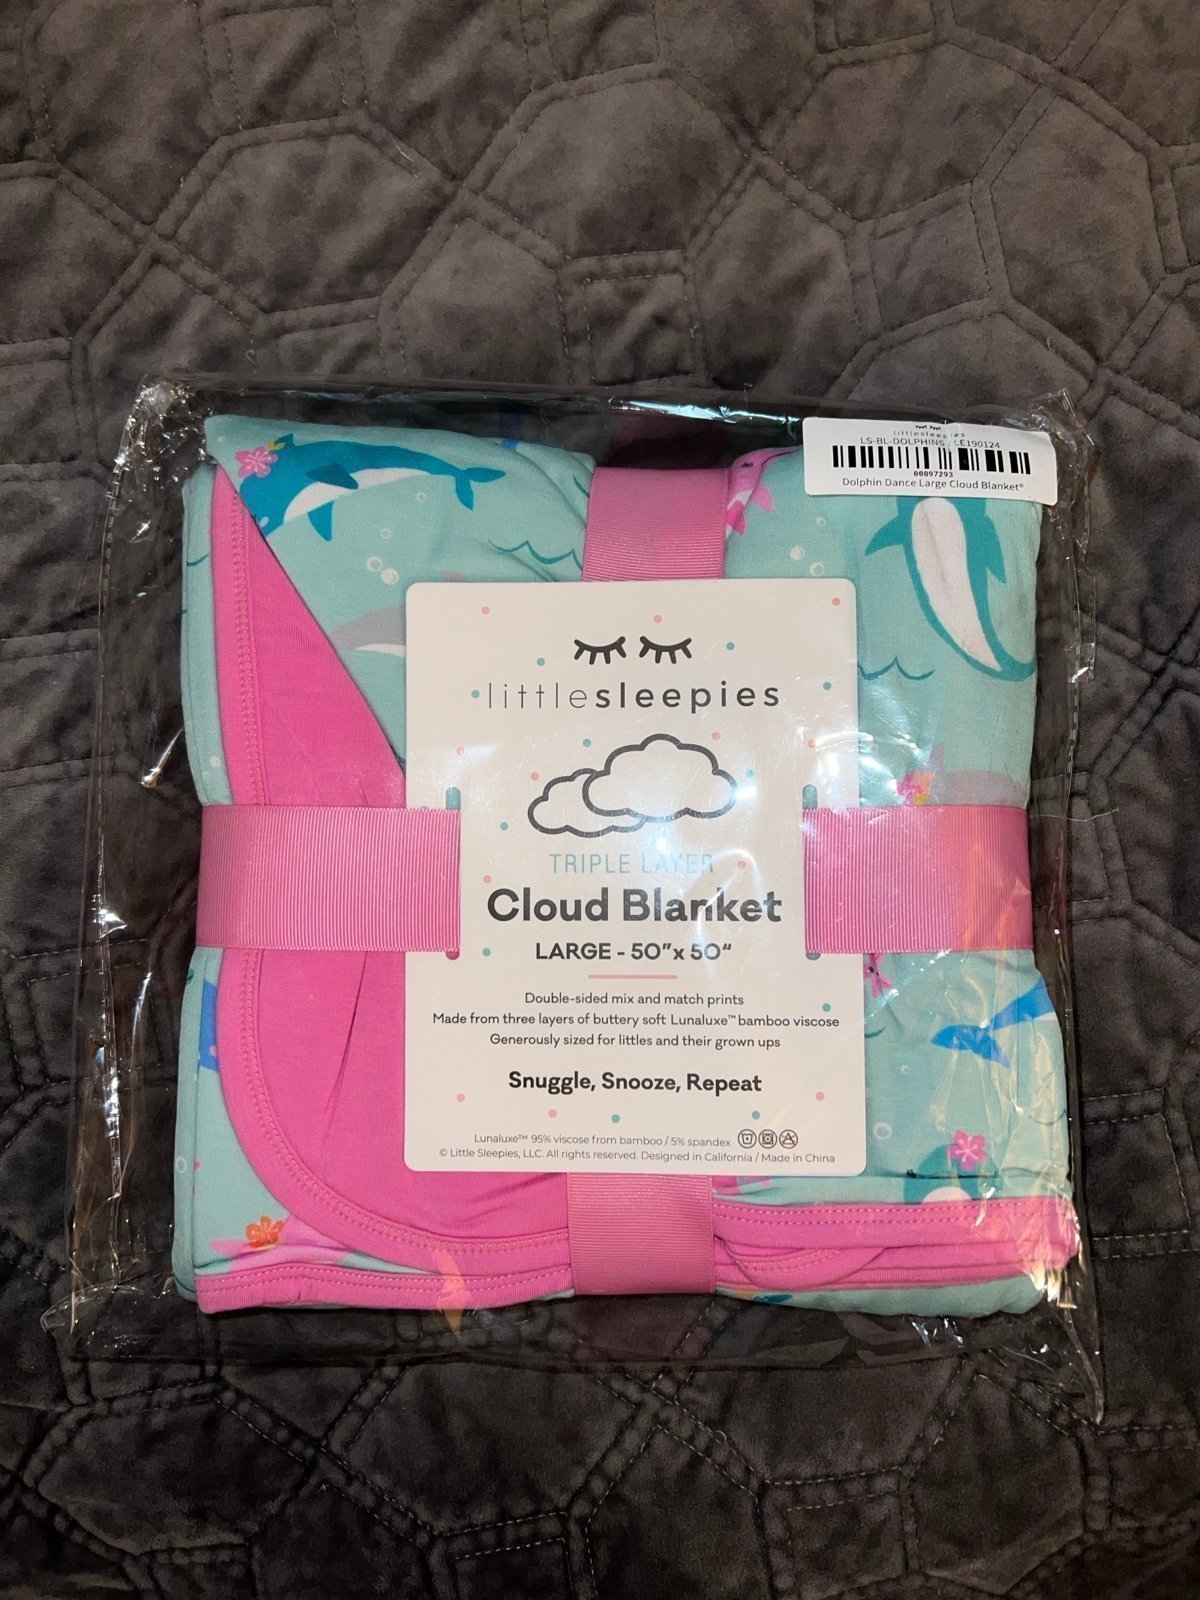 littlesleepies
LS-BL-DOLPHINS / LE190124
00097293
Dolphin Dance Large Cloud Blanket®
littlesleepies
TRIPLE LAYER
Cloud Blanket
LARGE - 50”x 50“
Double-sided mix and match prints
Made from three layers of buttery soft Lunaluxe™ bamboo viscose
Generously sized for littles and their grown ups
Snuggle, Snooze, Repeat
Lunaluxe™ 95% viscose from bamboo / 5% spandex
© Little Sleepies, LLC. All rights reserved. Designed in California / Made in China